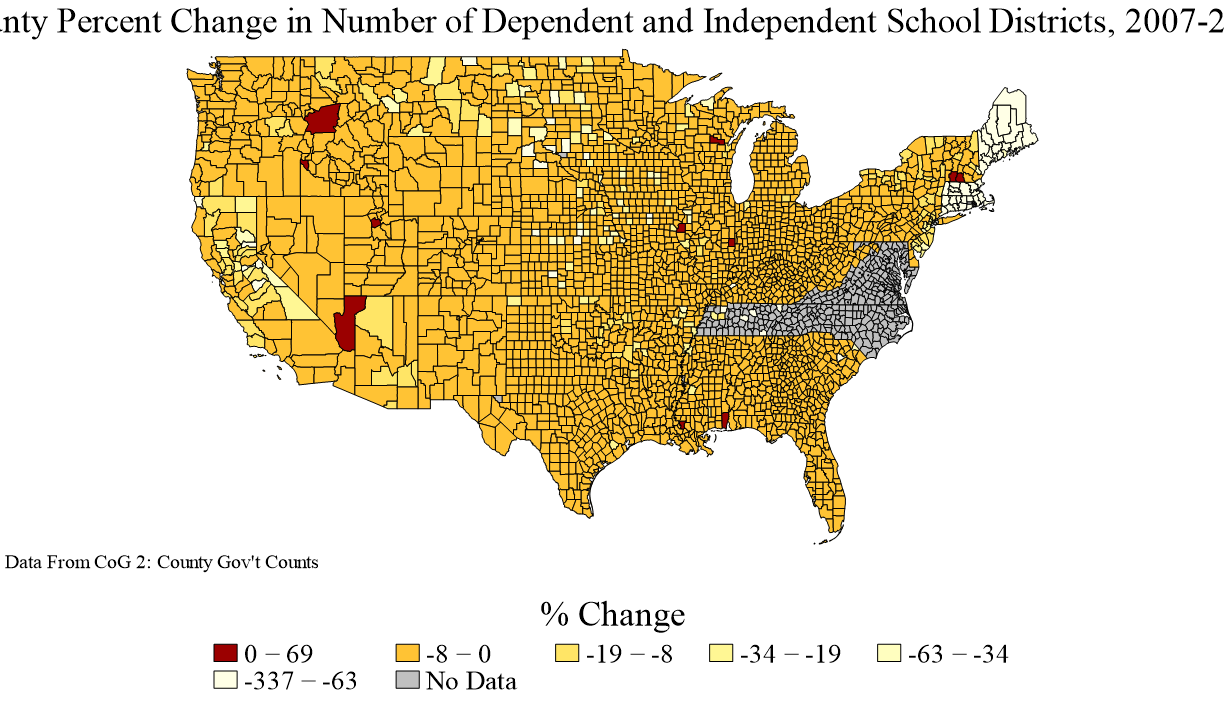 nty Percent Change in Number of Dependent and Independent School Districts, 2007-2
Data From CoG 2: County Gov't Counts
% Change
0 – 69
-8 – 0
-19 – -8
-34 – -19
-63 – -34
-337 – -63
No Data